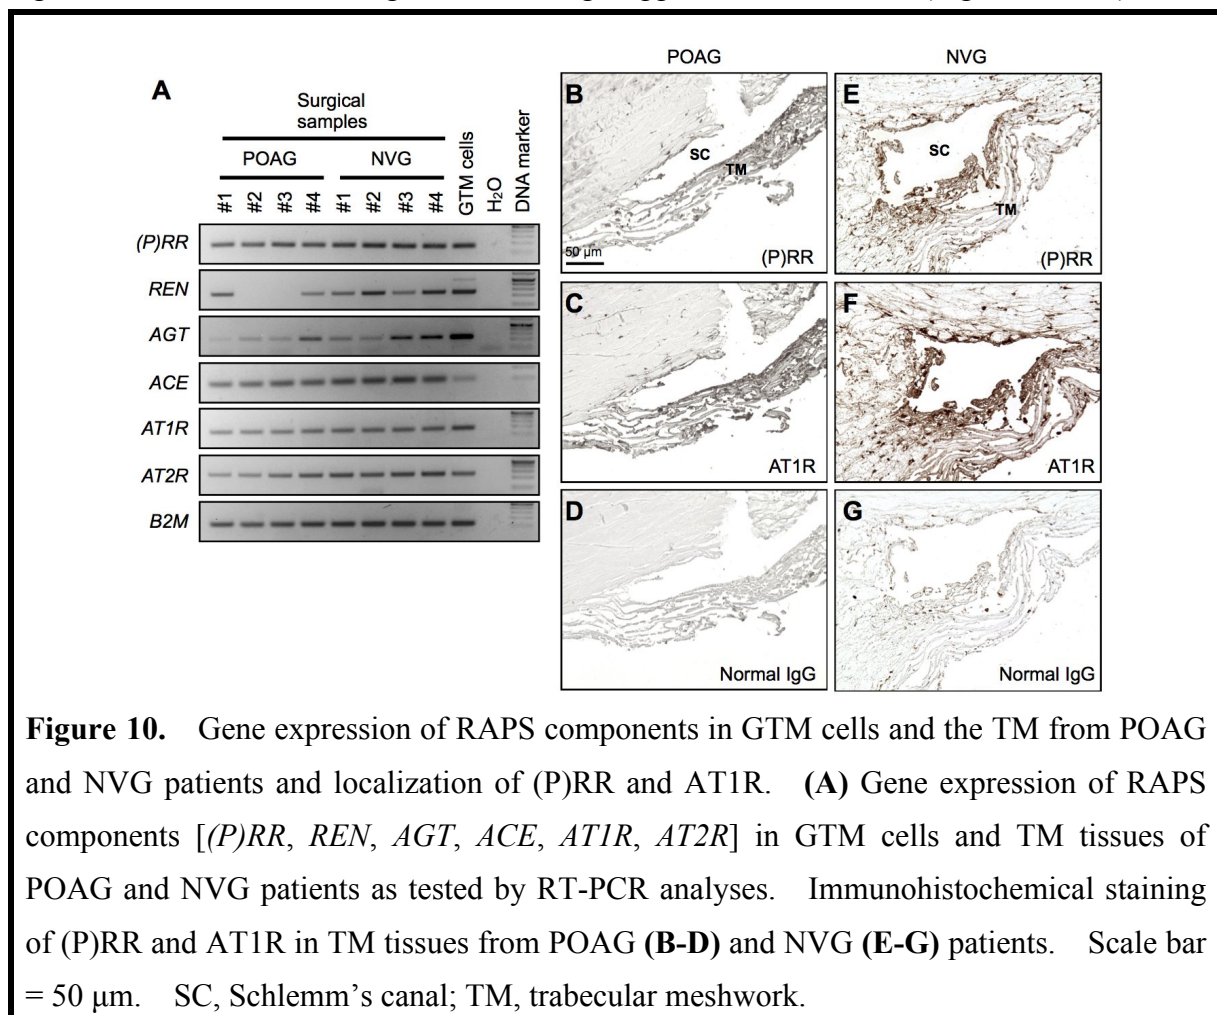 A
Surgical
samples
POAG
NVG
#1
#2
#3
#4
#1
#2
#3
#4
GTM cells
H₂O
DNA marker
(P)RR
REN
AGT
ACE
AT1R
AT2R
B2M
POAG
NVG
B
SC
TM
50 μm
(P)RR
E
SC
TM
(P)RR
C
AT1R
F
AT1R
D
Normal IgG
G
Normal IgG
Figure 10. Gene expression of RAPS components in GTM cells and the TM from POAG
and NVG patients and localization of (P)RR and AT1R. (A) Gene expression of RAPS
components [(P)RR, REN, AGT, ACE, AT1R, AT2R] in GTM cells and TM tissues of
POAG and NVG patients as tested by RT-PCR analyses. Immunohistochemical staining
of (P)RR and AT1R in TM tissues from POAG (B-D) and NVG (E-G) patients. Scale bar
= 50 μm. SC, Schlemm’s canal; TM, trabecular meshwork.